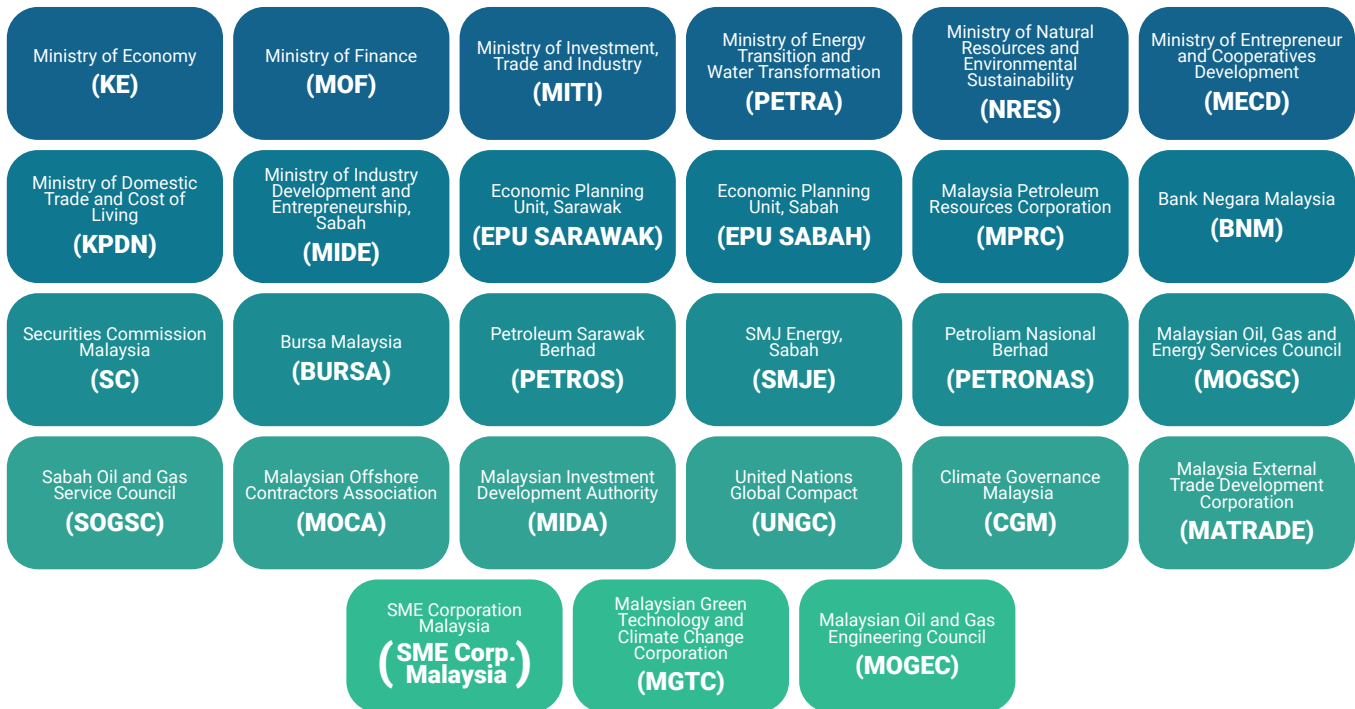 Ministry of Economy
(KE)
Ministry of Finance
(MOF)
Ministry of Investment,
Trade and Industry
(MITI)
Ministry of Energy
Transition and
Water Transformation
(PETRA)
Ministry of Natural
Resources and
Environmental
Sustainability
(NRES)
Ministry of Entrepreneur
and Cooperatives
Development
(MECD)
Ministry of Domestic
Trade and Cost of
Living
(KPDN)
Ministry of Industry
Development and
Entrepreneurship,
Sabah
(MIDE)
Economic Planning
Unit, Sarawak
(EPU SARAWAK)
Economic Planning
Unit, Sabah
(EPU SABAH)
Malaysia Petroleum
Resources Corporation
(MPRC)
Bank Negara Malaysia
(BNM)
Securities Commission
Malaysia
(SC)
Bursa Malaysia
(BURSA)
Petroleum Sarawak
Berhad
(PETROS)
SMJ Energy,
Sabah
(SMJE)
Petroliam Nasional
Berhad
(PETRONAS)
Malaysian Oil, Gas and
Energy Services Council
(MOGSC)
Sabah Oil and Gas
Service Council
(SOGSC)
Malaysian Offshore
Contractors Association
(MOCA)
Malaysian Investment
Development Authority
(MIDA)
United Nations
Global Compact
(UNGC)
Climate Governance
Malaysia
(CGM)
Malaysia External
Trade Development
Corporation
(MATRADE)
SME Corporation
Malaysia
(SME Corp.
Malaysia)
Malaysian Green
Technology and
Climate Change
Corporation
(MGTC)
Malaysian Oil and Gas
Engineering Council
(MOGEC)